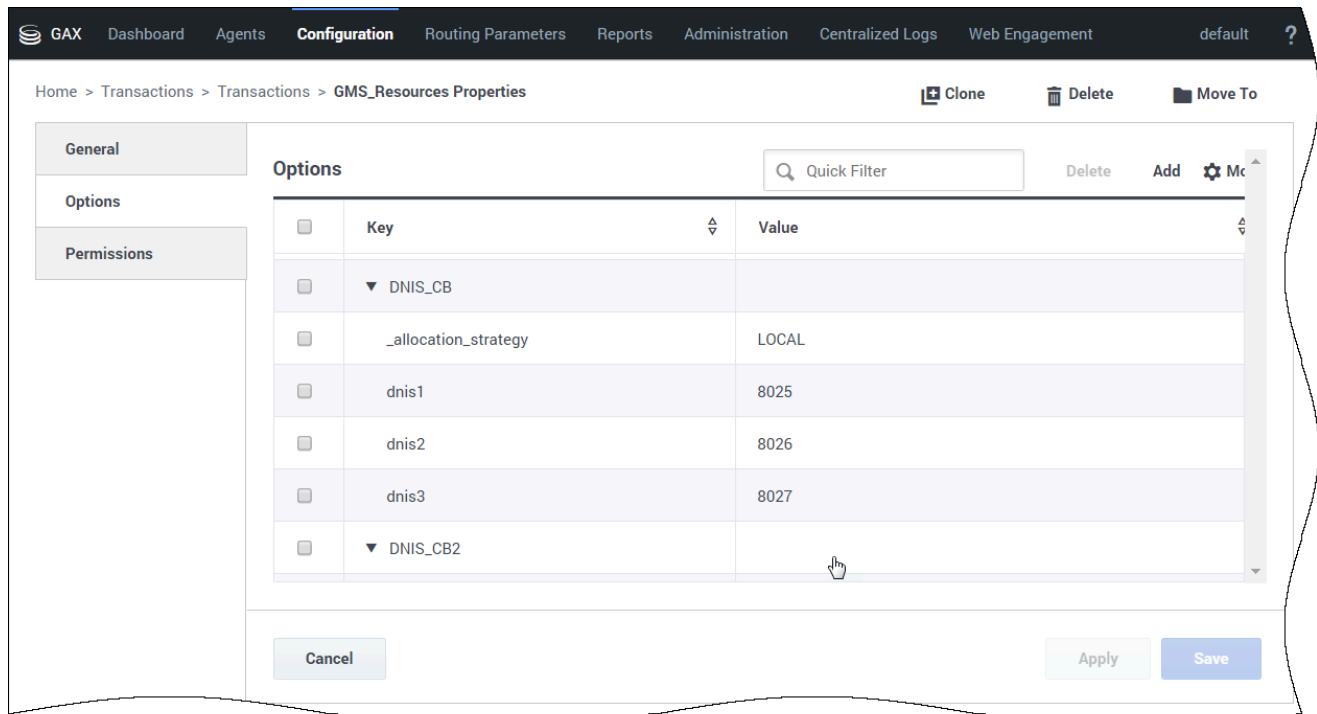 GAX Dashboard Agents Configuration Routing Parameters Reports Administration Centralized Logs Web Engagement default ?
Home > Transactions > Transactions > GMS_Resources Properties Clone Delete Move To
General
Options
Permissions
Options Quick Filter Delete Add Mo
Key Value
DNIS_CB
_allocation_strategy LOCAL
dnis1 8025
dnis2 8026
dnis3 8027
DNIS_CB2
Cancel Apply Save